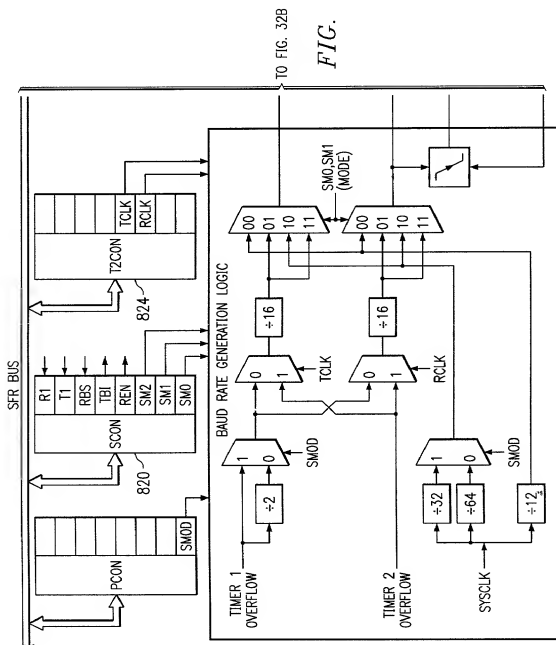 SFR BUS
PCON
SMOD
SCON
R1
T1
RBS
TBI
REN
SM2
SM1
SM0
820
T2CON
TCLK
RCLK
824
BAUD RATE GENERATION LOGIC
TIMER 1
OVERFLOW
÷2
1
0
SMOD
0
1
TCLK
÷16
00
01
10
11
SM0,SM1
(MODE)
TIMER 2
OVERFLOW
0
1
RCLK
÷16
00
01
10
11
SYSCLK
÷32
÷64
÷12
1
0
SMOD
TO FIG. 32B
FIG.